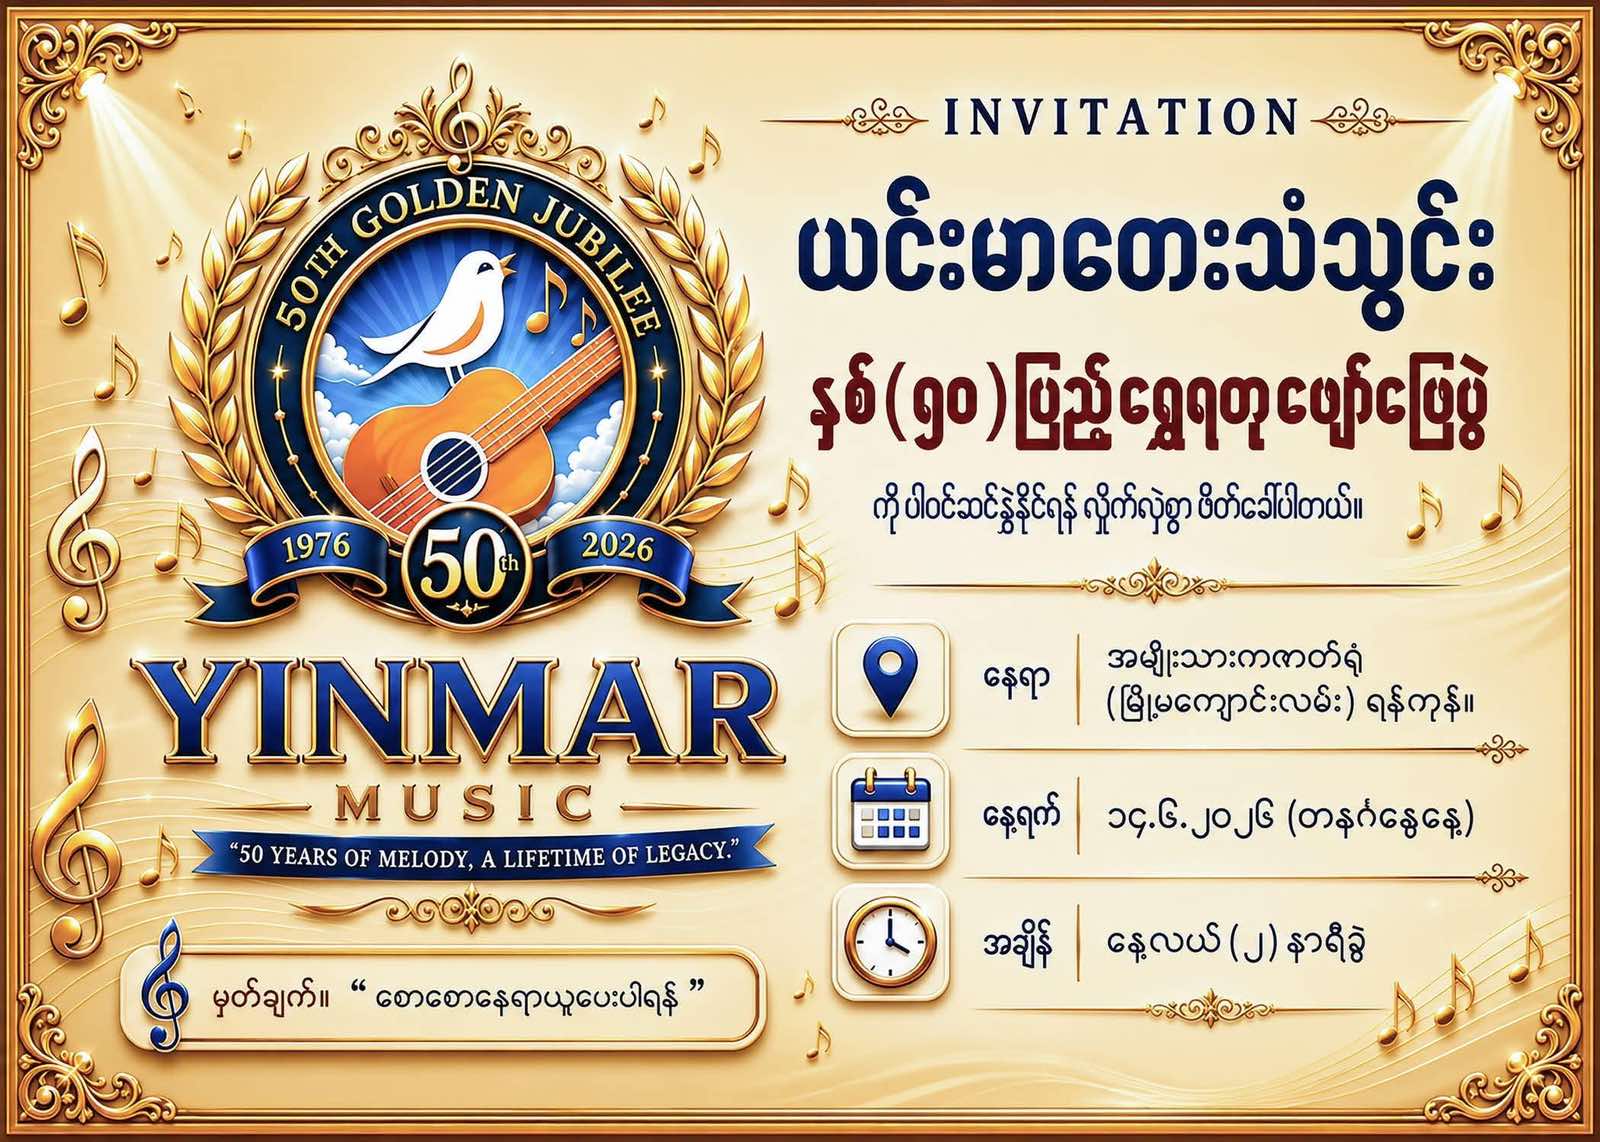 50TH GOLDEN JUBILEE
1976
50th
2026
YINMAR
MUSIC
“50 YEARS OF MELODY, A LIFETIME OF LEGACY.”
မှတ်ချက်။ “ စောစောနေရာယူပေးပါရန် ”
INVITATION
ယင်းမာတေးသံသွင်း
နှစ် (၅၀) ပြည့် ရွှေရတု ဖျော်ဖြေပွဲ
ကို ပါဝင်ဆင်နွှဲနိုင်ရန် လှိုက်လှဲစွာ ဖိတ်ခေါ်ပါတယ်။
နေရာ
အမျိုးသားကဇာတ်ရုံ
(မြို့မကျောင်းလမ်း) ရန်ကုန်။
နေ့ရက်
၁၄.၆.၂၀၂၆ (တနင်္ဂနွေနေ့)
အချိန်
နေ့လယ် (၂) နာရီခွဲ